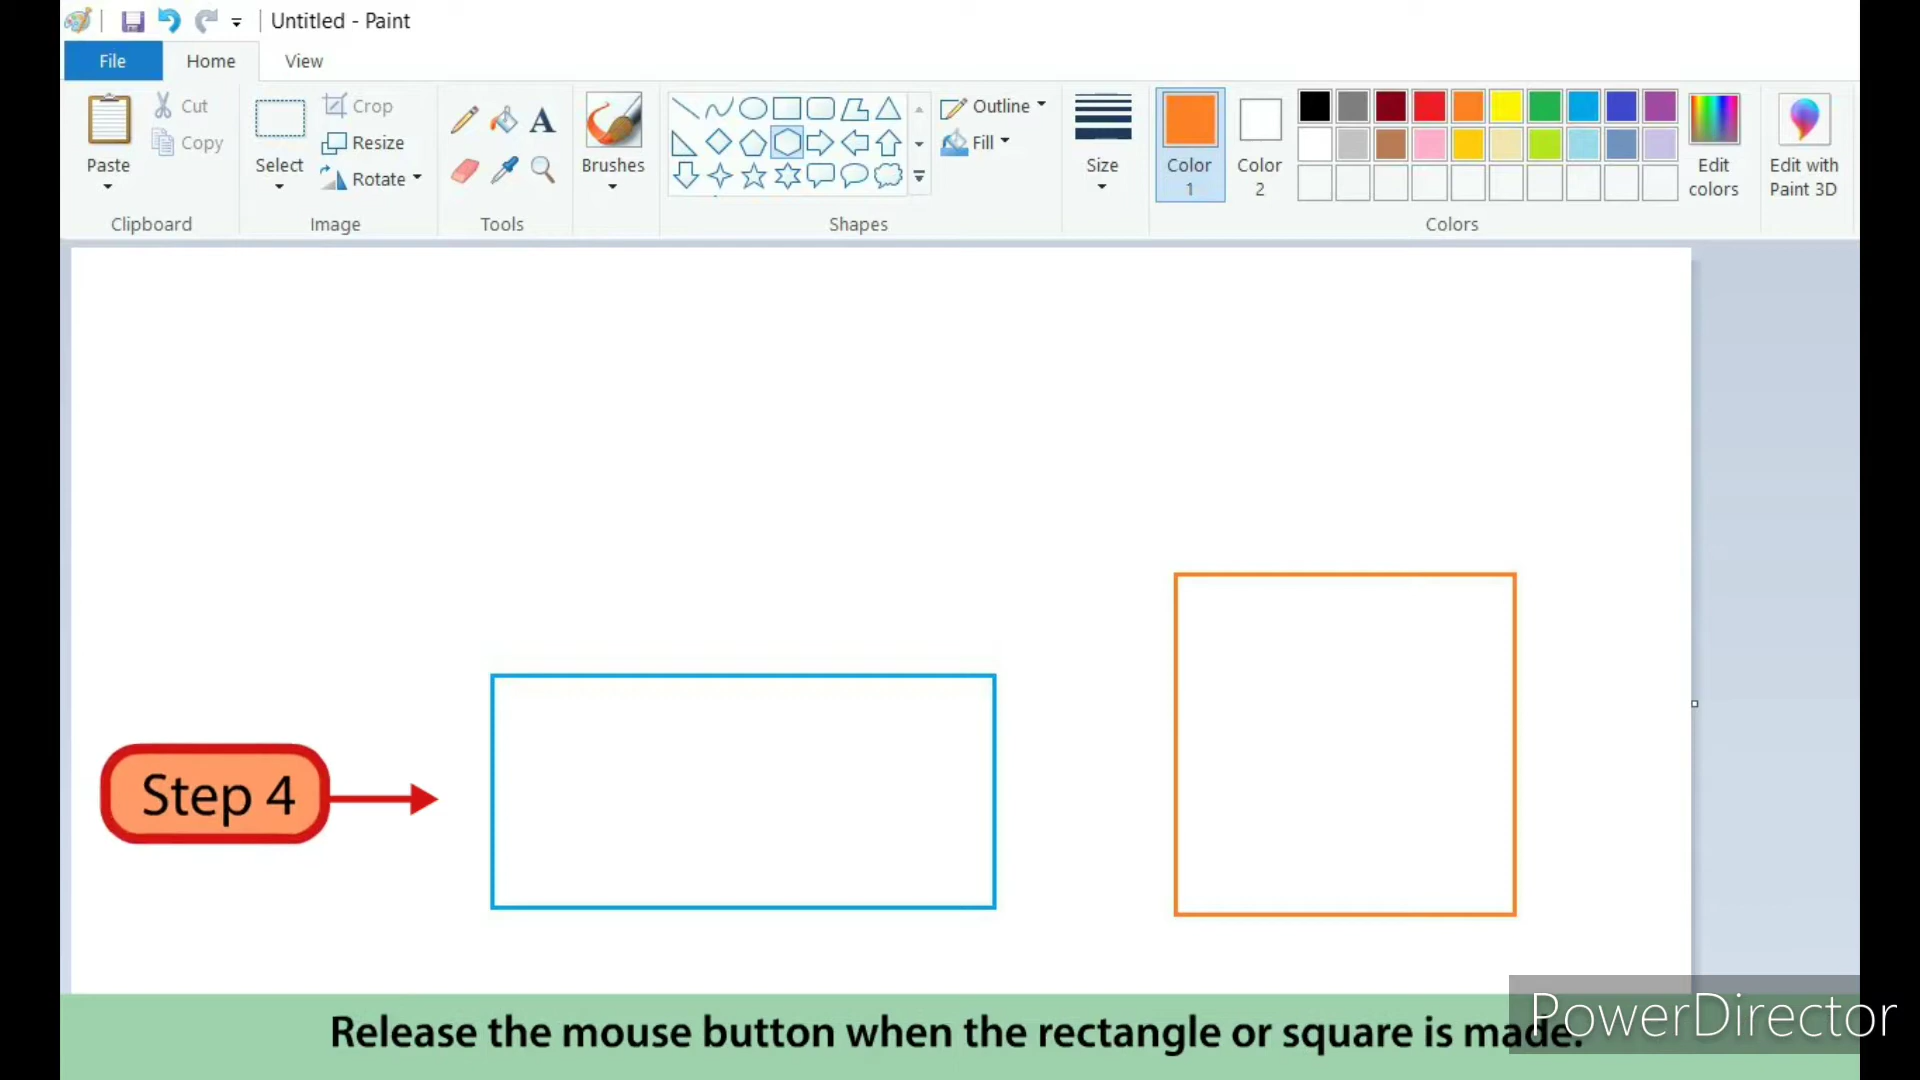 Untitled - Paint
File Home View
Paste
Cut
Copy
Clipboard
Select
Crop
Resize
Rotate
Image
A
Tools
Brushes
Shapes
Outline
Fill
Size
Color 1
Color 2
Edit colors
Colors
Edit with Paint 3D
Step 4
Release the mouse button when the rectangle or square is made.
PowerDirector